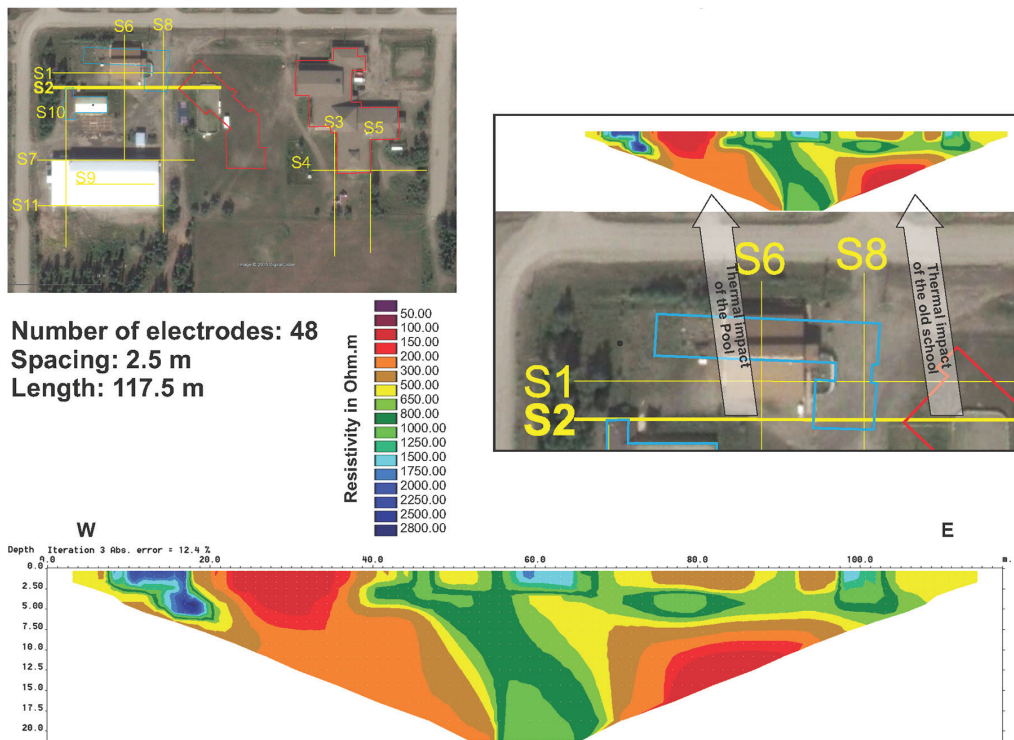 S6
S8
S1
S2
S10
S3
S5
S4
S7
S9
S11
Number of electrodes: 48
Spacing: 2.5 m
Length: 117.5 m
Resistivity in Ohm.m
50.00
100.00
150.00
200.00
300.00
500.00
650.00
800.00
1000.00
1250.00
1500.00
1750.00
2000.00
2250.00
2500.00
2800.00
Thermal impact
of the Pool
Thermal impact
of the old school
S6
S8
S1
S2
W
E
Depth Iteration 3 Abs. error = 12.4 %
0.0 20.0 40.0 60.0 80.0 100.0 m.
0.0
2.50
5.00
7.50
10.0
12.5
15.0
17.5
20.0